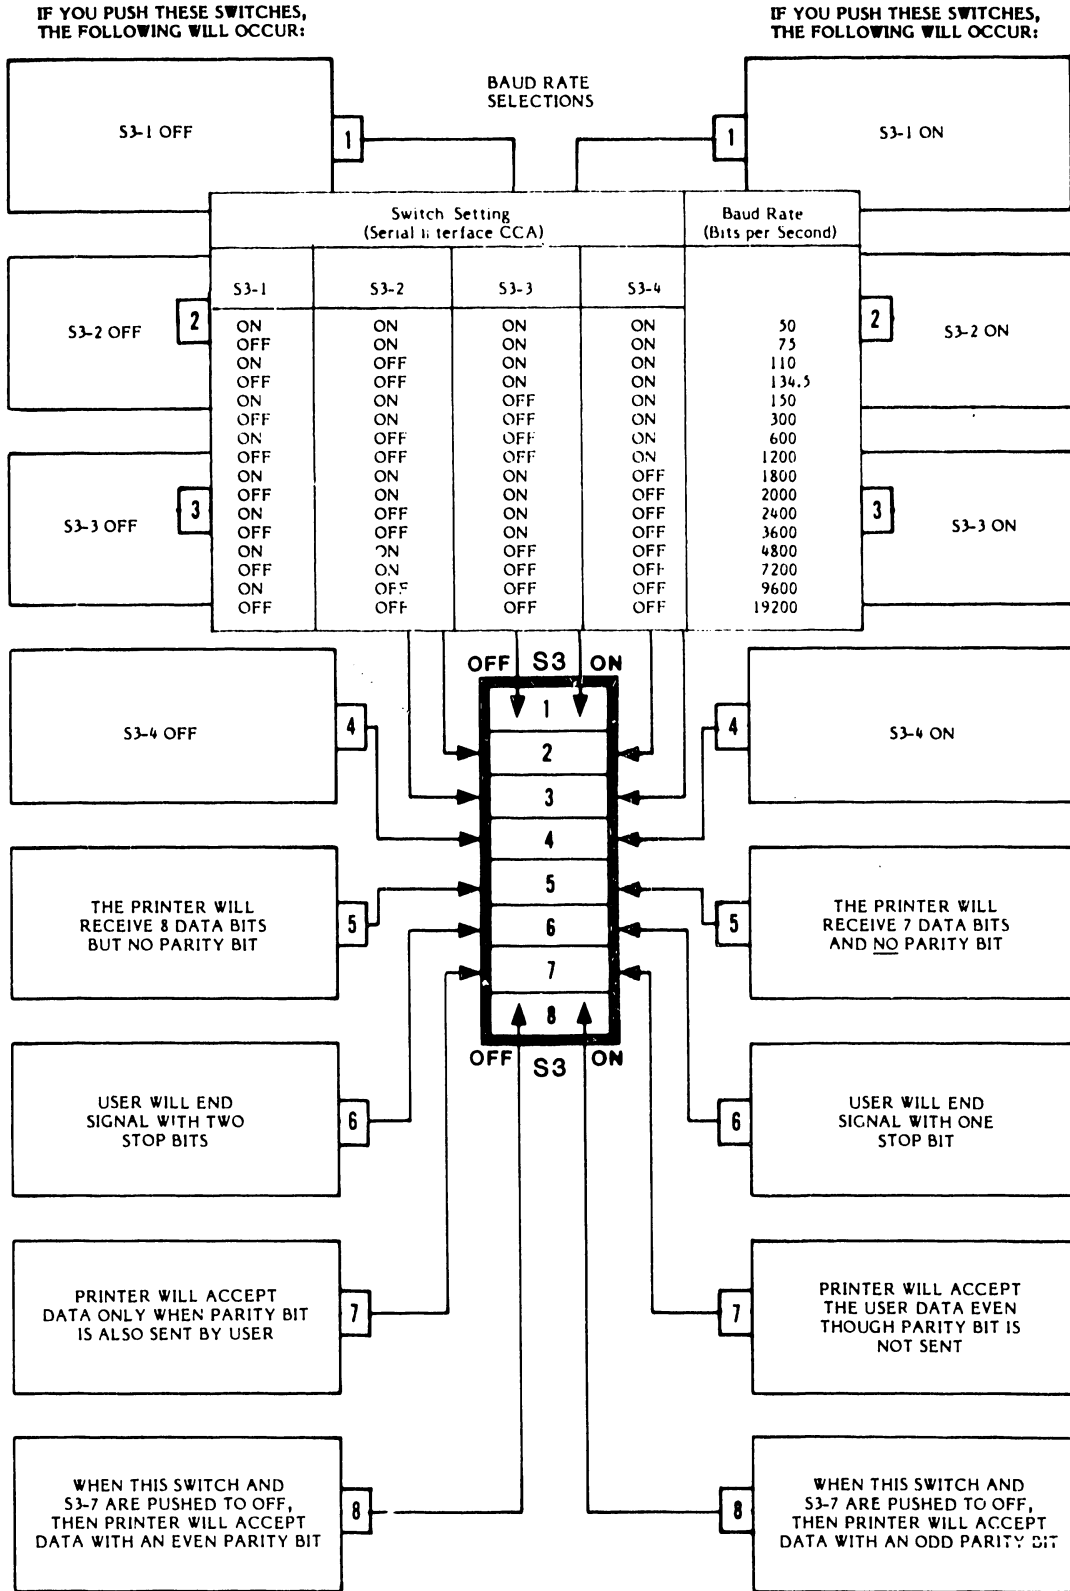 IF YOU PUSH THESE SWITCHES,
THE FOLLOWING WILL OCCUR:
IF YOU PUSH THESE SWITCHES,
THE FOLLOWING WILL OCCUR:
BAUD RATE
SELECTIONS
S3-1 OFF
1
1
S3-1 ON
Switch Setting
(Serial Interface CCA)
Baud Rate
(Bits per Second)
S3-1 S3-2 S3-3 S3-4
ON ON ON ON 50
OFF ON ON ON 75
ON OFF ON ON 110
OFF OFF ON ON 134.5
ON ON OFF ON 150
OFF ON OFF ON 300
ON OFF OFF ON 600
OFF OFF OFF ON 1200
ON ON ON OFF 1800
OFF ON ON OFF 2000
ON OFF ON OFF 2400
OFF OFF ON OFF 3600
ON ON OFF OFF 4800
OFF ON OFF OFF 7200
ON OFF OFF OFF 9600
OFF OFF OFF OFF 19200
S3-2 OFF
2
2
S3-2 ON
S3-3 OFF
3
3
S3-3 ON
OFF S3 ON
1
2
3
4
5
6
7
8
OFF S3 ON
S3-4 OFF
4
4
S3-4 ON
THE PRINTER WILL
RECEIVE 8 DATA BITS
BUT NO PARITY BIT
5
5
THE PRINTER WILL
RECEIVE 7 DATA BITS
AND NO PARITY BIT
USER WILL END
SIGNAL WITH TWO
STOP BITS
6
6
USER WILL END
SIGNAL WITH ONE
STOP BIT
PRINTER WILL ACCEPT
DATA ONLY WHEN PARITY BIT
IS ALSO SENT BY USER
7
7
PRINTER WILL ACCEPT
THE USER DATA EVEN
THOUGH PARITY BIT IS
NOT SENT
WHEN THIS SWITCH AND
S3-7 ARE PUSHED TO OFF,
THEN PRINTER WILL ACCEPT
DATA WITH AN EVEN PARITY BIT
8
8
WHEN THIS SWITCH AND
S3-7 ARE PUSHED TO OFF,
THEN PRINTER WILL ACCEPT
DATA WITH AN ODD PARITY BIT